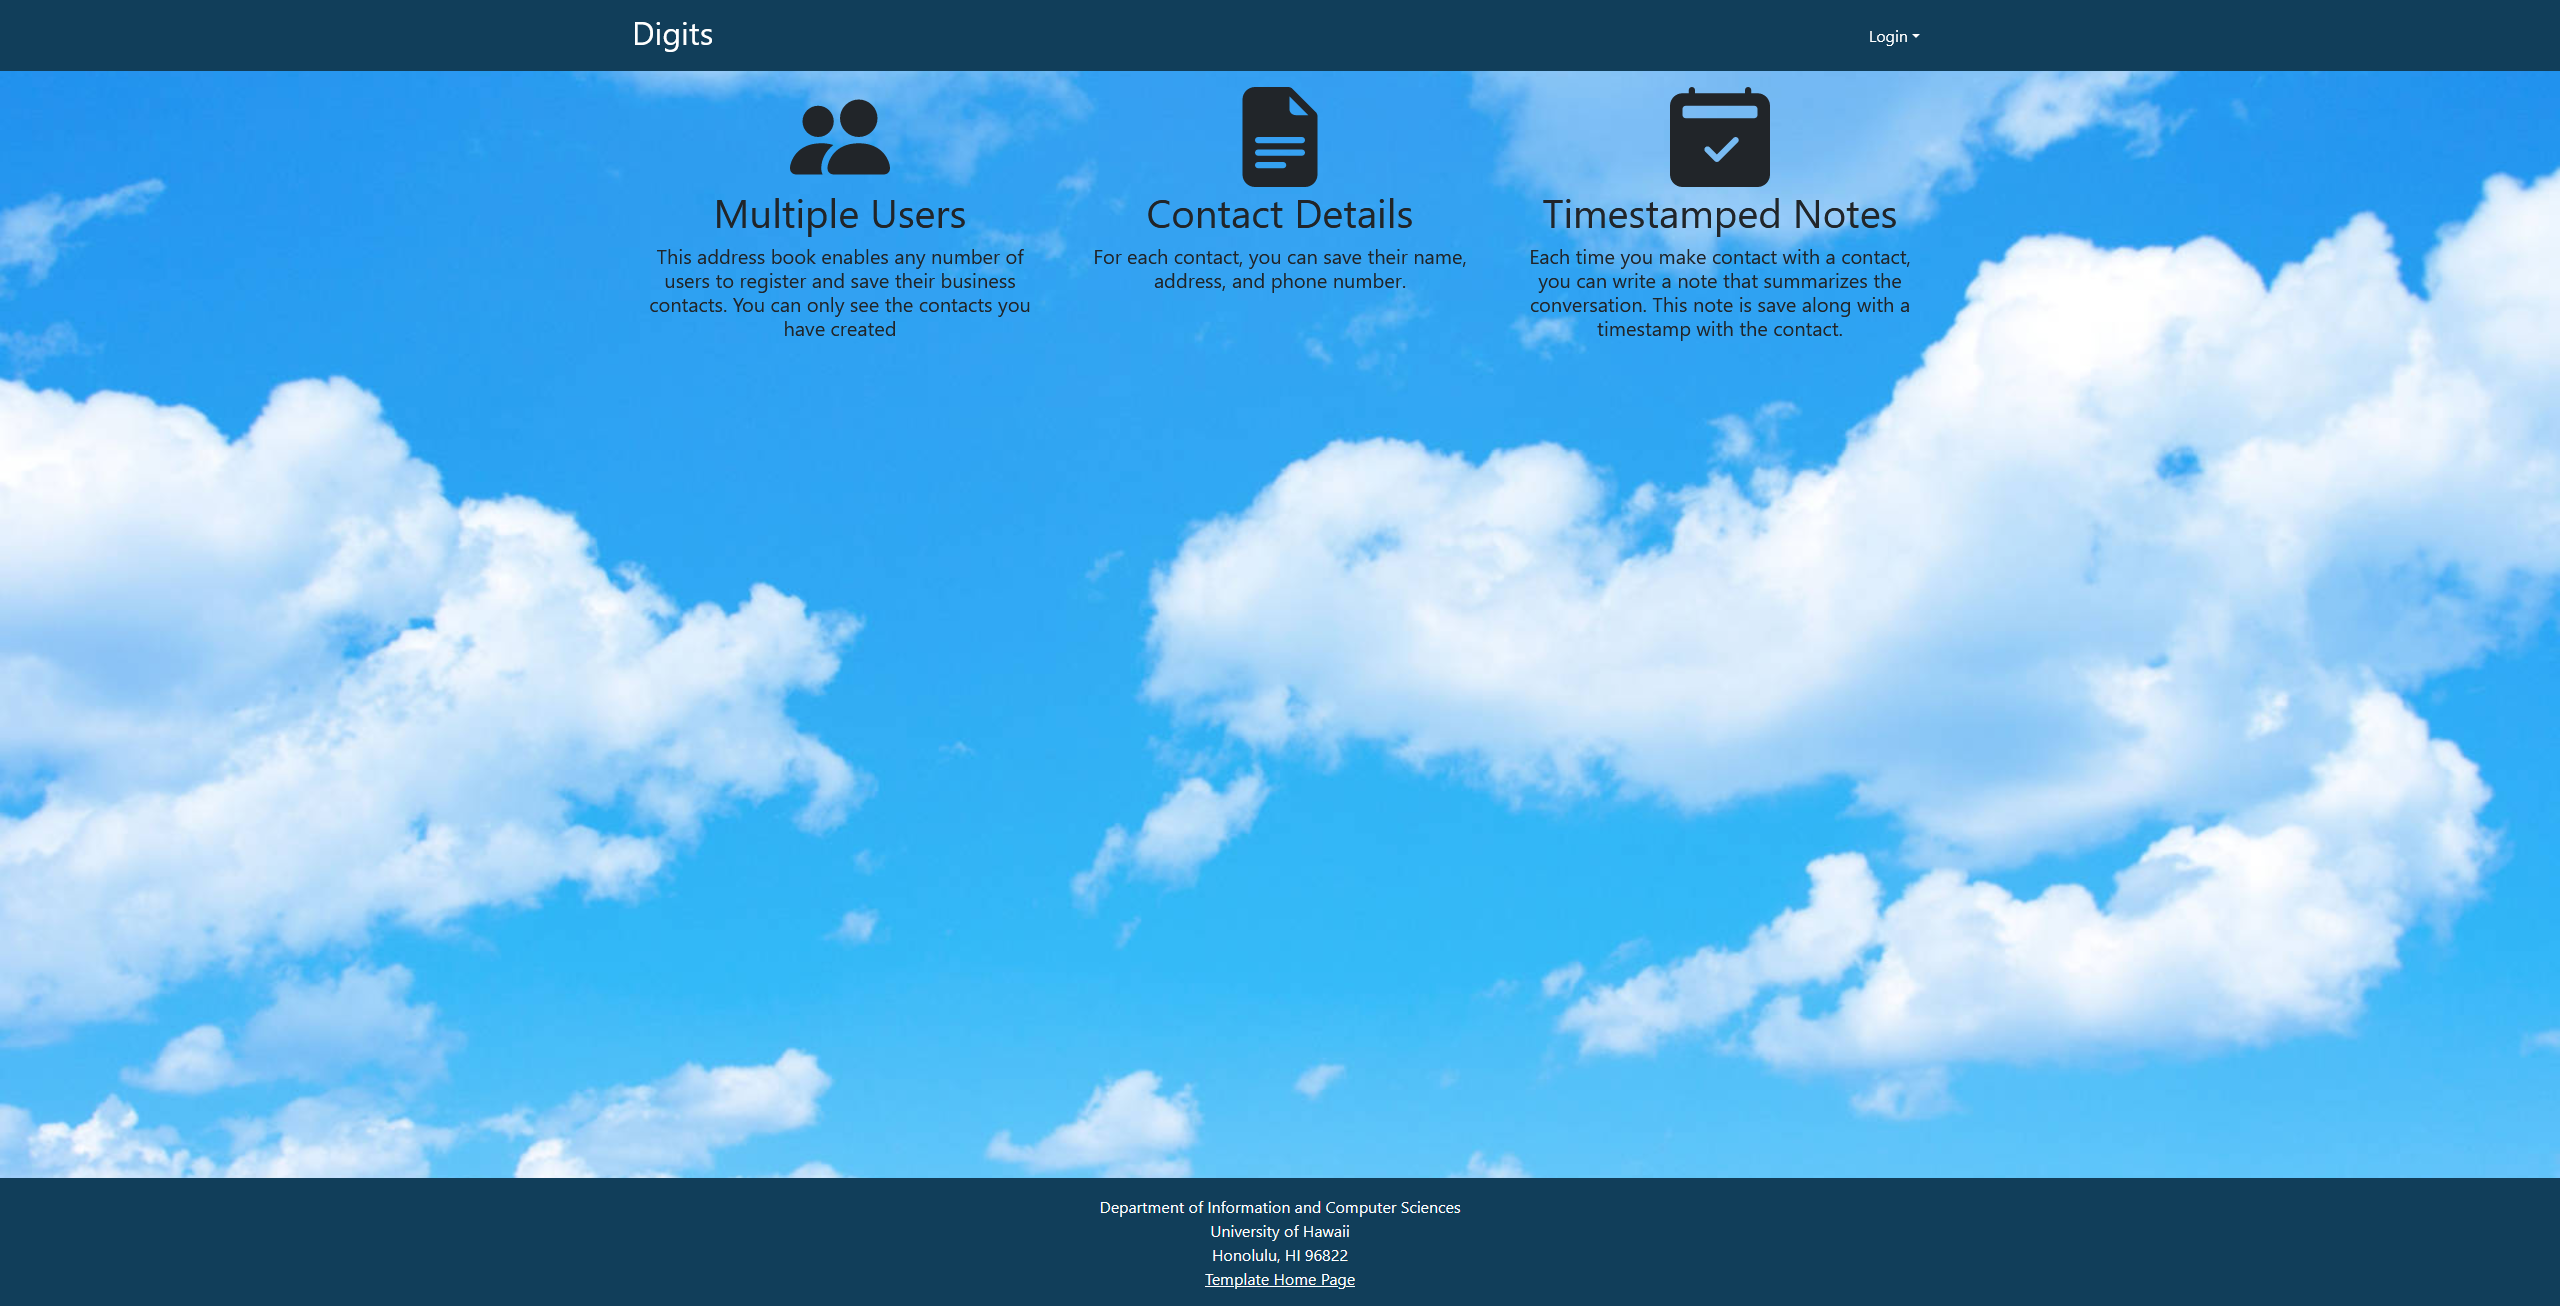 Digits
Login
Multiple Users
This address book enables any number of
users to register and save their business
contacts. You can only see the contacts you
have created
Contact Details
For each contact, you can save their name,
address, and phone number.
Timestamped Notes
Each time you make contact with a contact,
you can write a note that summarizes the
conversation. This note is save along with a
timestamp with the contact.
Department of Information and Computer Sciences
University of Hawaii
Honolulu, HI 96822
Template Home Page